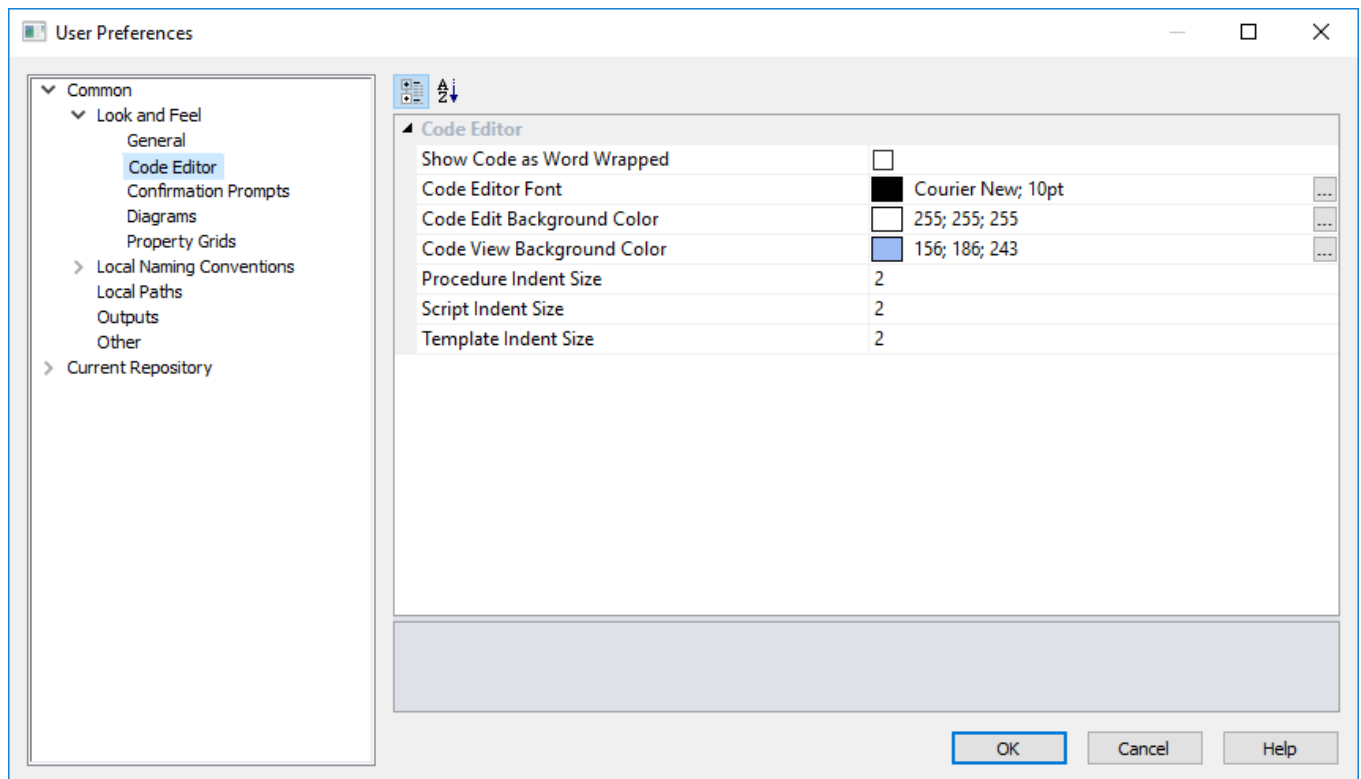 User Preferences
Common
Look and Feel
General
Code Editor
Confirmation Prompts
Diagrams
Property Grids
Local Naming Conventions
Local Paths
Outputs
Other
Current Repository
A
Z
Code Editor
Show Code as Word Wrapped
Code Editor Font Courier New; 10pt ...
Code Edit Background Color 255; 255; 255 ...
Code View Background Color 156; 186; 243 ...
Procedure Indent Size 2
Script Indent Size 2
Template Indent Size 2
OK Cancel Help